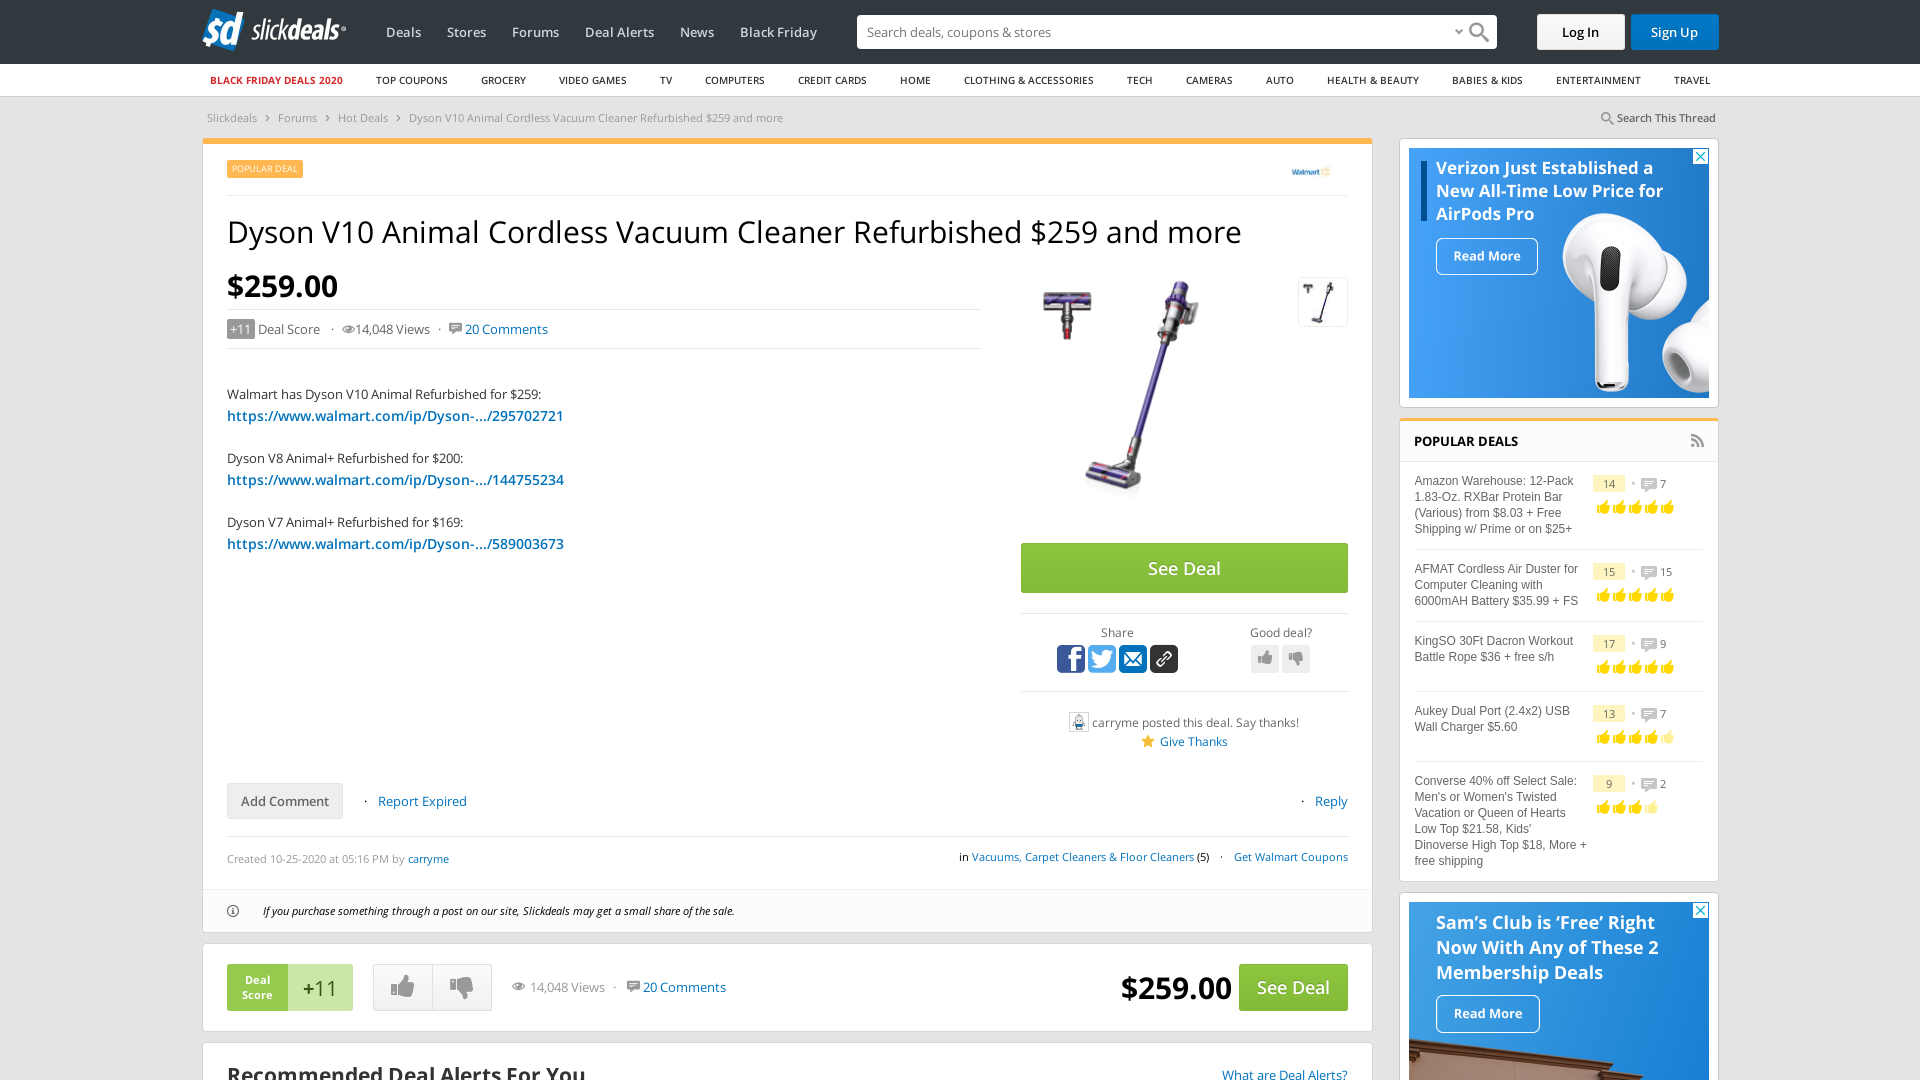 sd slickdeals
Deals
Stores
Forums
Deal Alerts
News
Black Friday
Search deals, coupons & stores
Log In
Sign Up
BLACK FRIDAY DEALS 2020
TOP COUPONS
GROCERY
VIDEO GAMES
TV
COMPUTERS
CREDIT CARDS
HOME
CLOTHING & ACCESSORIES
TECH
CAMERAS
AUTO
HEALTH & BEAUTY
BABIES & KIDS
ENTERTAINMENT
TRAVEL
Slickdeals > Forums > Hot Deals > Dyson V10 Animal Cordless Vacuum Cleaner Refurbished $259 and more
Search This Thread
POPULAR DEAL
Walmart
Dyson V10 Animal Cordless Vacuum Cleaner Refurbished $259 and more
$259.00
+11 Deal Score · 14,048 Views · 20 Comments
Walmart has Dyson V10 Animal Refurbished for $259:
https://www.walmart.com/ip/Dyson-.../295702721
Dyson V8 Animal+ Refurbished for $200:
https://www.walmart.com/ip/Dyson-.../144755234
Dyson V7 Animal+ Refurbished for $169:
https://www.walmart.com/ip/Dyson-.../589003673
See Deal
Share
Good deal?
carryme posted this deal. Say thanks!
Give Thanks
Add Comment
· Report Expired
· Reply
Created 10-25-2020 at 05:16 PM by carryme
in Vacuums, Carpet Cleaners & Floor Cleaners (5) · Get Walmart Coupons
If you purchase something through a post on our site, Slickdeals may get a small share of the sale.
Deal
Score
+11
14,048 Views · 20 Comments
$259.00
See Deal
Recommended Deal Alerts For You
What are Deal Alerts?
Verizon Just Established a
New All-Time Low Price for
AirPods Pro
Read More
POPULAR DEALS
Amazon Warehouse: 12-Pack
1.83-Oz. RXBar Protein Bar
(Various) from $8.03 + Free
Shipping w/ Prime or on $25+
14 · 7
AFMAT Cordless Air Duster for
Computer Cleaning with
6000mAH Battery $35.99 + FS
15 · 15
KingSO 30Ft Dacron Workout
Battle Rope $36 + free s/h
17 · 9
Aukey Dual Port (2.4x2) USB
Wall Charger $5.60
13 · 7
Converse 40% off Select Sale:
Men's or Women's Twisted
Vacation or Queen of Hearts
Low Top $21.58, Kids'
Dinoverse High Top $18, More +
free shipping
9 · 2
Sam's Club is ‘Free’ Right
Now With Any of These 2
Membership Deals
Read More